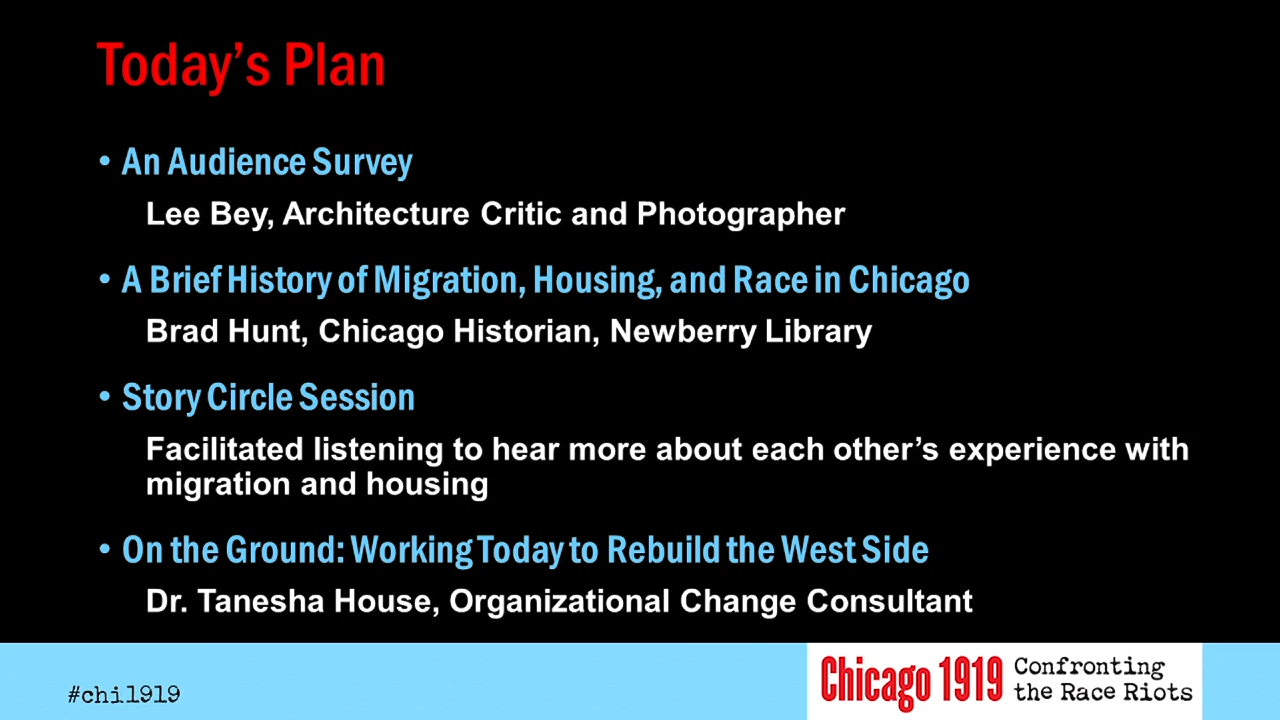 Today’s Plan
• An Audience Survey
Lee Bey, Architecture Critic and Photographer
• A Brief History of Migration, Housing, and Race in Chicago
Brad Hunt, Chicago Historian, Newberry Library
• Story Circle Session
Facilitated listening to hear more about each other’s experience with
migration and housing
• On the Ground: Working Today to Rebuild the West Side
Dr. Tanesha House, Organizational Change Consultant
#chi1919
Chicago 1919 Confronting
the Race Riots